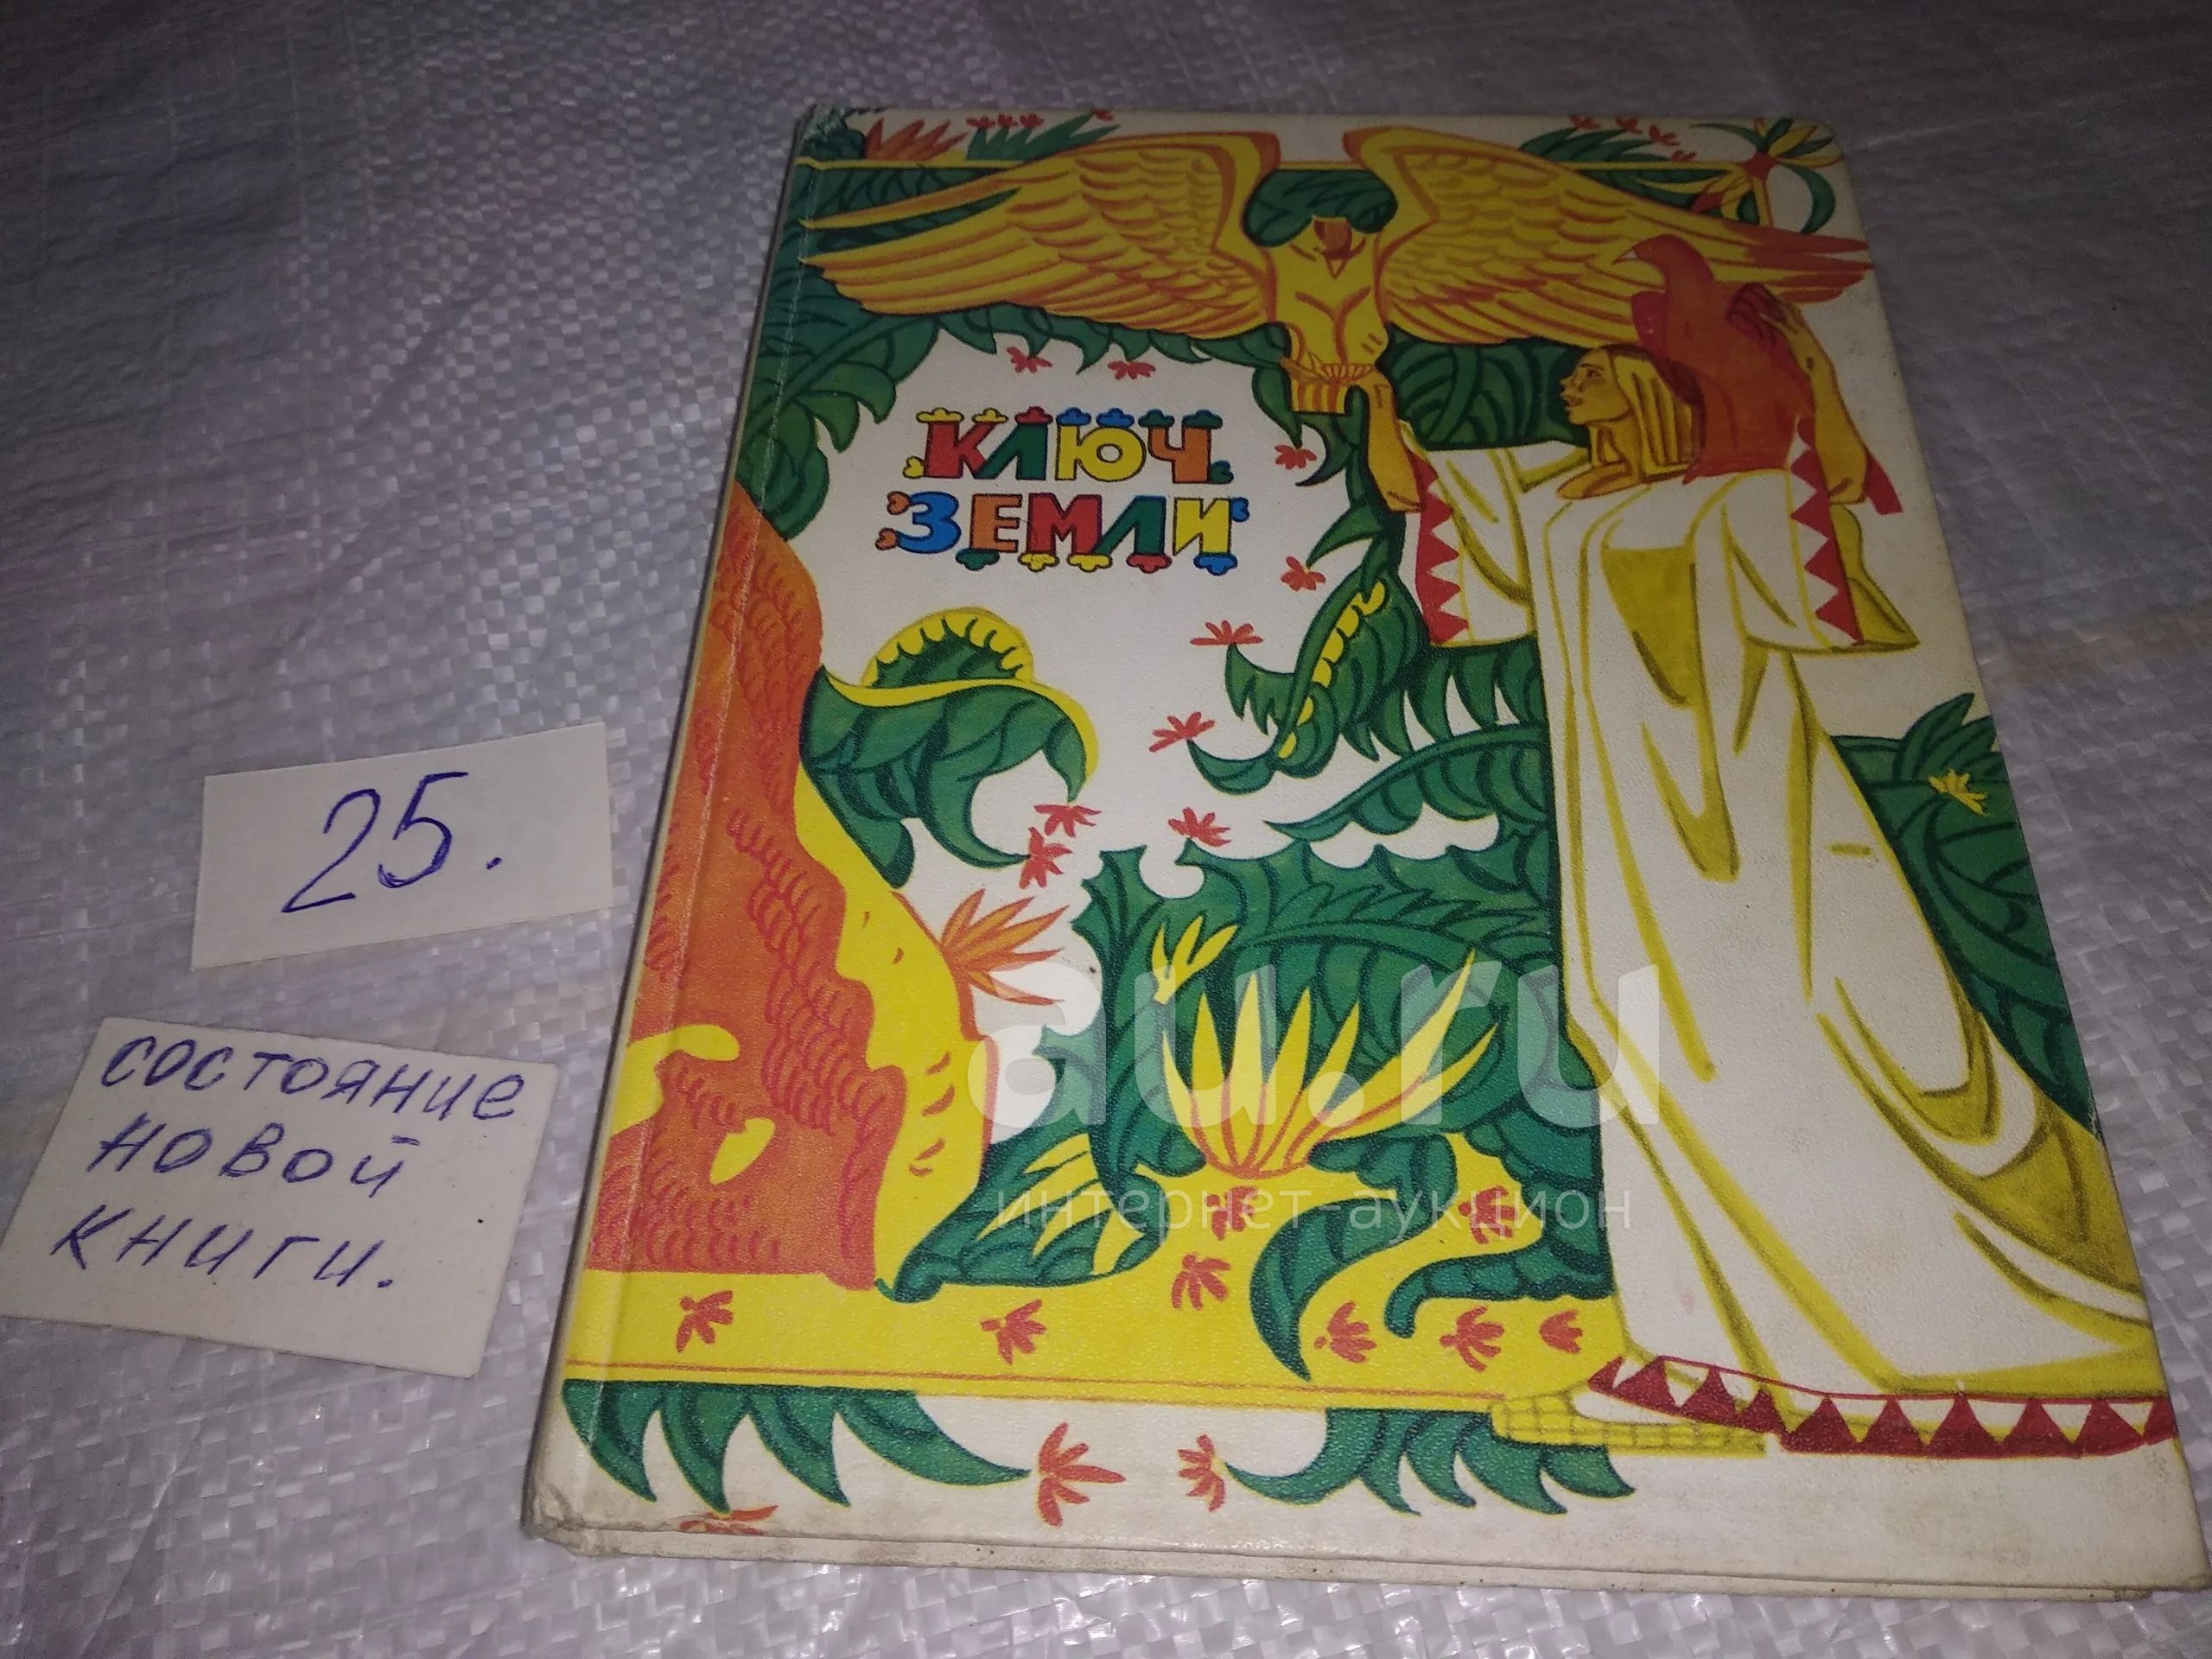 КЛЮЧ
ЗЕМЛИ
25.
состояние
новой
книги.
au.ru
интернет-аукцион